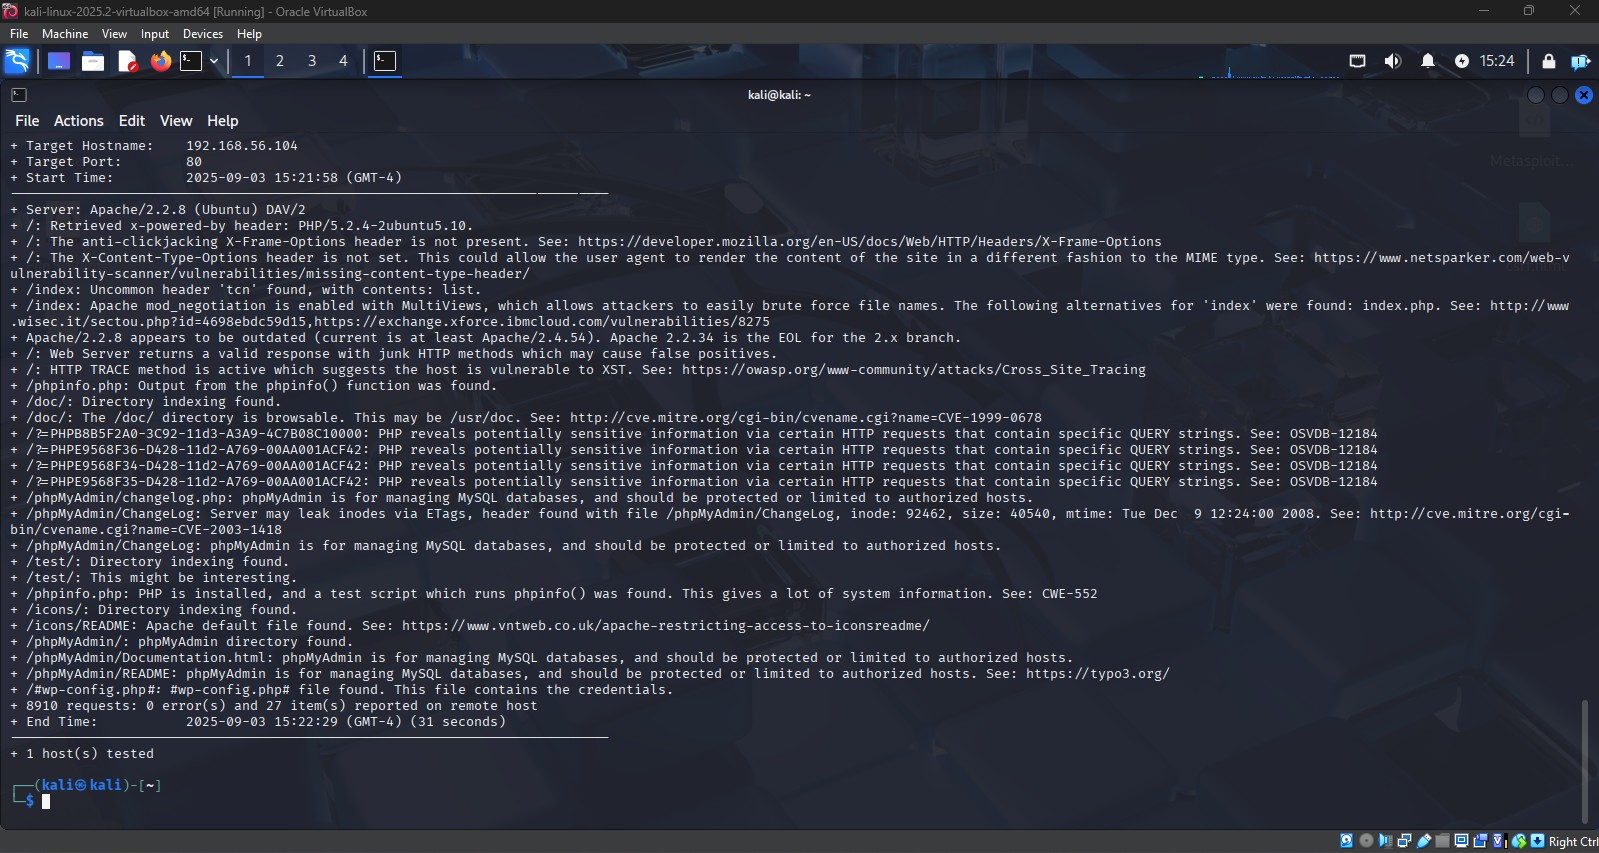 kali-linux-2025.2-virtualbox-amd64 [Running] - Oracle VirtualBox
File Machine View Input Devices Help
1 2 3 4 15:24
kali@kali: ~
File Actions Edit View Help
+ Target Hostname: 192.168.56.104
+ Target Port: 80
+ Start Time: 2025-09-03 15:21:58 (GMT-4)
+ Server: Apache/2.2.8 (Ubuntu) DAV/2
+ /: Retrieved x-powered-by header: PHP/5.2.4-2ubuntu5.10.
+ /: The anti-clickjacking X-Frame-Options header is not present. See: https://developer.mozilla.org/en-US/docs/Web/HTTP/Headers/X-Frame-Options
+ /: The X-Content-Type-Options header is not set. This could allow the user agent to render the content of the site in a different fashion to the MIME type. See: https://www.netsparker.com/web-v
ulnerability-scanner/vulnerabilities/missing-content-type-header/
+ /index: Uncommon header 'tcn' found, with contents: list.
+ /index: Apache mod_negotiation is enabled with MultiViews, which allows attackers to easily brute force file names. The following alternatives for 'index' were found: index.php. See: http://www
.wisec.it/sectou.php?id=4698ebdc59d15,https://exchange.xforce.ibmcloud.com/vulnerabilities/8275
+ Apache/2.2.8 appears to be outdated (current is at least Apache/2.4.54). Apache 2.2.34 is the EOL for the 2.x branch.
+ /: Web Server returns a valid response with junk HTTP methods which may cause false positives.
+ /: HTTP TRACE method is active which suggests the host is vulnerable to XST. See: https://owasp.org/www-community/attacks/Cross_Site_Tracing
+ /phpinfo.php: Output from the phpinfo() function was found.
+ /doc/: Directory indexing found.
+ /doc/: The /doc/ directory is browsable. This may be /usr/doc. See: http://cve.mitre.org/cgi-bin/cvename.cgi?name=CVE-1999-0678
+ /?=PHPB8B5F2A0-3C92-11d3-A3A9-4C7B08C10000: PHP reveals potentially sensitive information via certain HTTP requests that contain specific QUERY strings. See: OSVDB-12184
+ /?=PHPE9568F36-D428-11d2-A769-00AA001ACF42: PHP reveals potentially sensitive information via certain HTTP requests that contain specific QUERY strings. See: OSVDB-12184
+ /?=PHPE9568F34-D428-11d2-A769-00AA001ACF42: PHP reveals potentially sensitive information via certain HTTP requests that contain specific QUERY strings. See: OSVDB-12184
+ /?=PHPE9568F35-D428-11d2-A769-00AA001ACF42: PHP reveals potentially sensitive information via certain HTTP requests that contain specific QUERY strings. See: OSVDB-12184
+ /phpMyAdmin/changelog.php: phpMyAdmin is for managing MySQL databases, and should be protected or limited to authorized hosts.
+ /phpMyAdmin/ChangeLog: Server may leak inodes via ETags, header found with file /phpMyAdmin/ChangeLog, inode: 92462, size: 40540, mtime: Tue Dec  9 12:24:00 2008. See: http://cve.mitre.org/cgi-
bin/cvename.cgi?name=CVE-2003-1418
+ /phpMyAdmin/ChangeLog: phpMyAdmin is for managing MySQL databases, and should be protected or limited to authorized hosts.
+ /test/: Directory indexing found.
+ /test/: This might be interesting.
+ /phpinfo.php: PHP is installed, and a test script which runs phpinfo() was found. This gives a lot of system information. See: CWE-552
+ /icons/: Directory indexing found.
+ /icons/README: Apache default file found. See: https://www.vntweb.co.uk/apache-restricting-access-to-iconsreadme/
+ /phpMyAdmin/: phpMyAdmin directory found.
+ /phpMyAdmin/Documentation.html: phpMyAdmin is for managing MySQL databases, and should be protected or limited to authorized hosts.
+ /phpMyAdmin/README: phpMyAdmin is for managing MySQL databases, and should be protected or limited to authorized hosts. See: https://typo3.org/
+ /#wp-config.php#: #wp-config.php# file found. This file contains the credentials.
+ 8910 requests: 0 error(s) and 27 item(s) reported on remote host
+ End Time: 2025-09-03 15:22:29 (GMT-4) (31 seconds)
+ 1 host(s) tested
(kali㉿kali)-[~]
$
Metasploit...
Right Ctrl